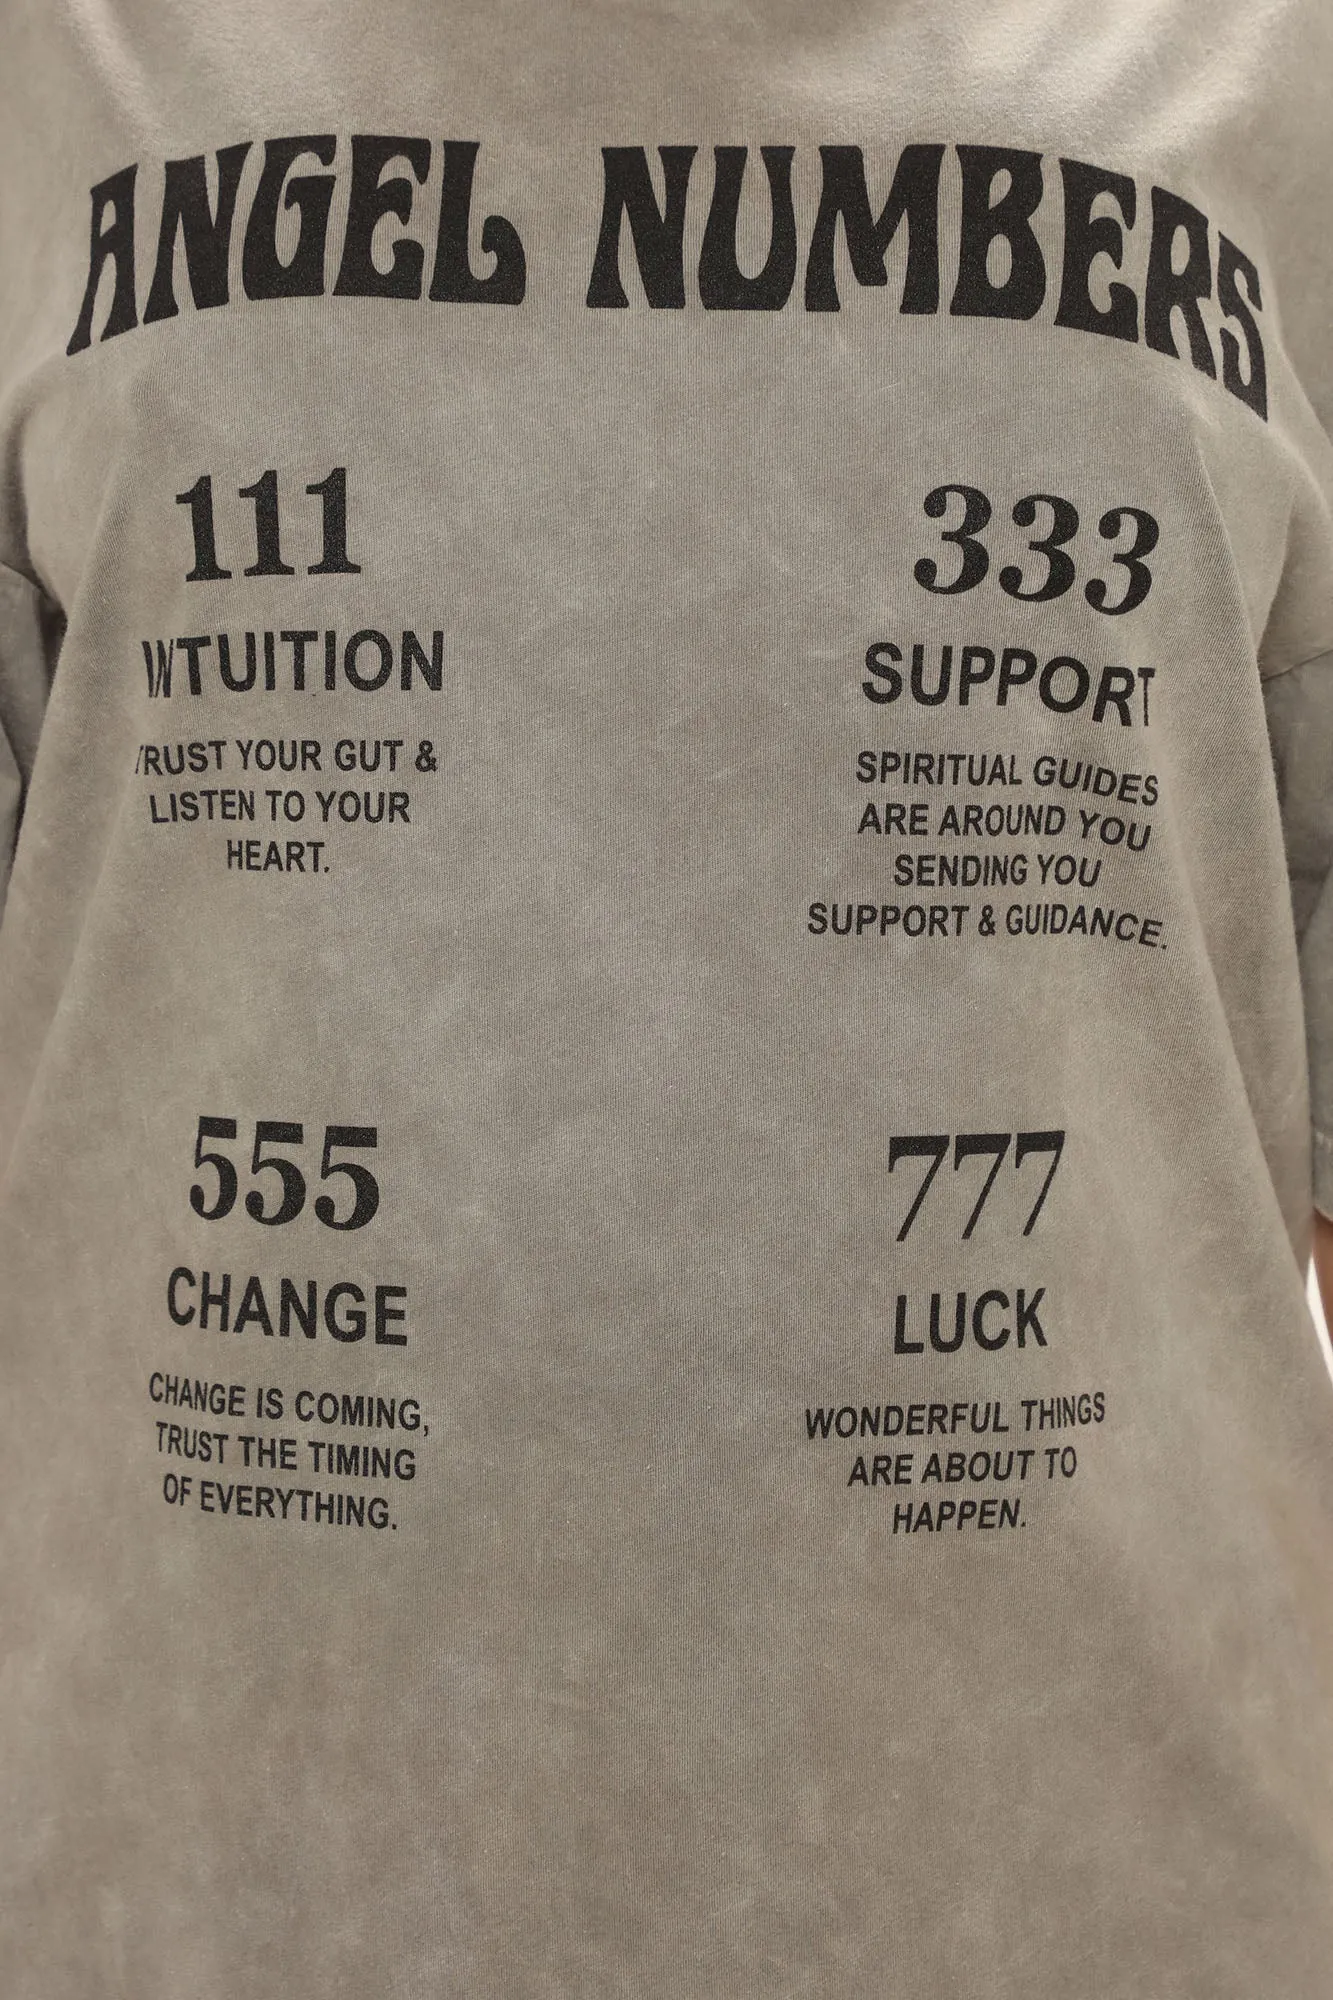 ANGEL NUMBERS
111
INTUITION
TRUST YOUR GUT &
LISTEN TO YOUR
HEART.
333
SUPPORT
SPIRITUAL GUIDES
ARE AROUND YOU
SENDING YOU
SUPPORT & GUIDANCE.
555
CHANGE
CHANGE IS COMING,
TRUST THE TIMING
OF EVERYTHING.
777
LUCK
WONDERFUL THINGS
ARE ABOUT TO
HAPPEN.